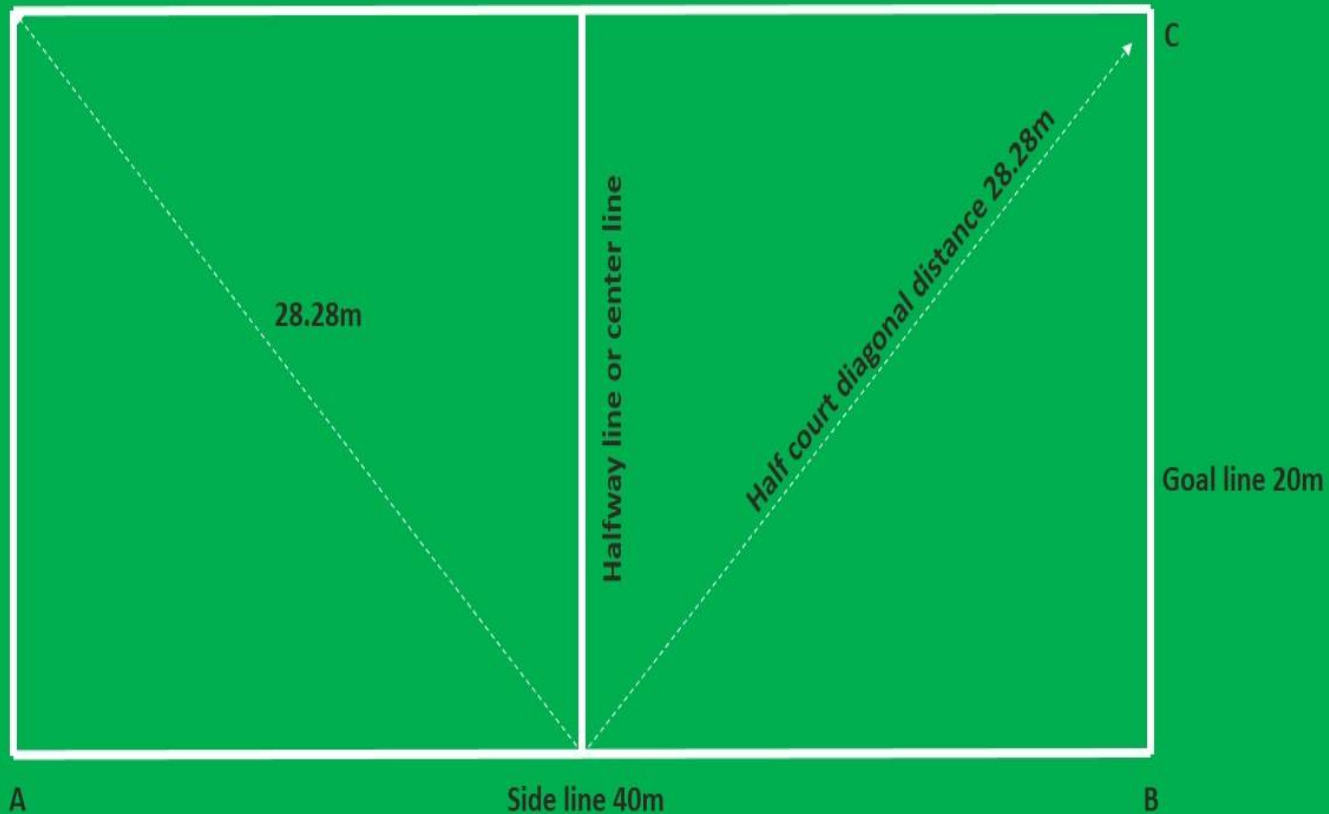 C
Halfway line or center line
Half court diagonal distance 28.28m
28.28m
Goal line 20m
A
Side line 40m
B